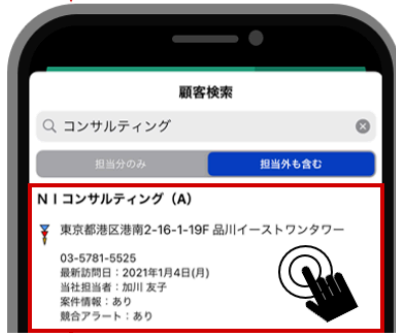 顧客検索
コンサルティング
担当分のみ
担当外も含む
NIコンサルティング（A）
東京都港区港南2-16-1-19F 品川イーストワンタワー
03-5781-5525
最新訪問日：2021年1月4日(月)
当社担当者：加川 友子
案件情報：あり
競合アラート：あり